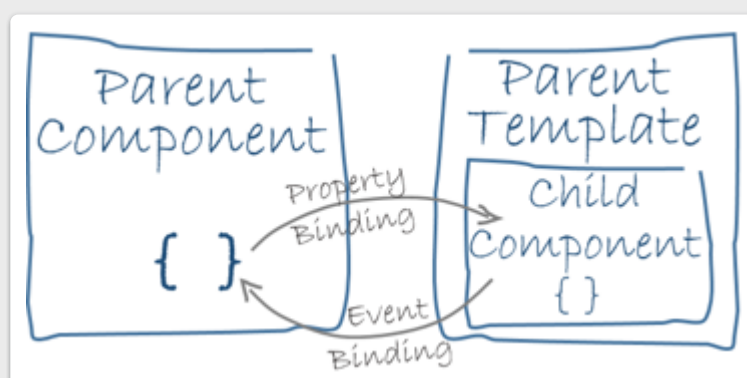 Parent
Component
{ }
Property
Binding
Event
Binding
Parent
Template
Child
Component
{ }